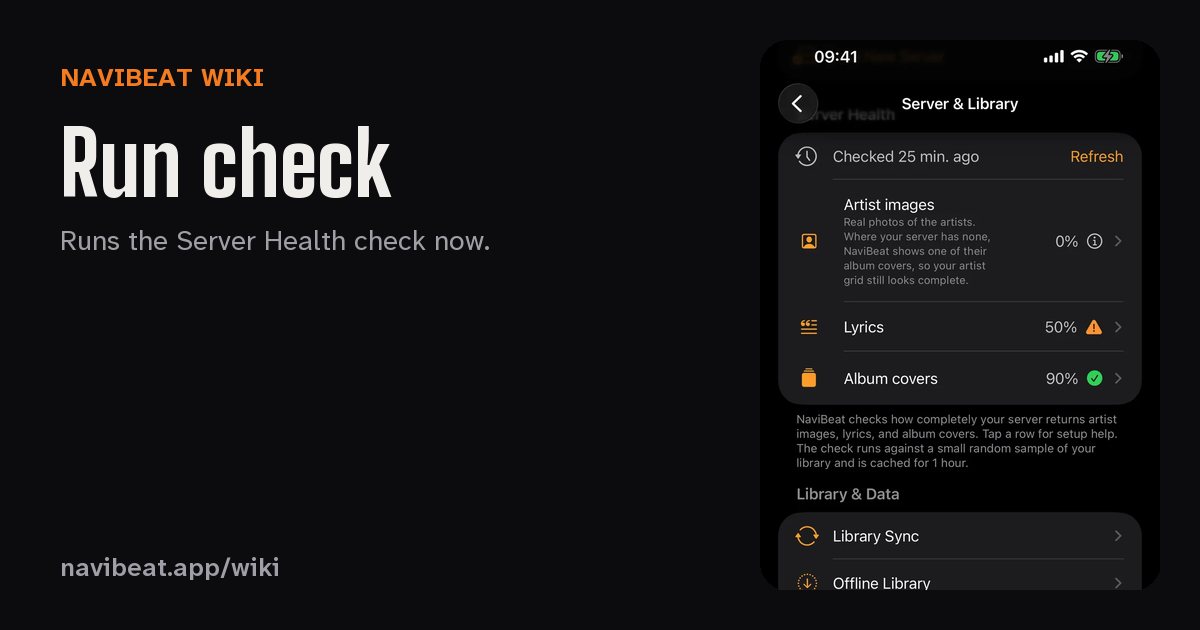 NAVIBEAT WIKI
Run check
Runs the Server Health check now.
navibeat.app/wiki
09:41
Server & Library
Checked 25 min. ago
Refresh
Artist images
Real photos of the artists.
Where your server has none,
NaviBeat shows one of their
album covers, so your artist
grid still looks complete.
0%
Lyrics
50%
Album covers
90%
NaviBeat checks how completely your server returns artist
images, lyrics, and album covers. Tap a row for setup help.
The check runs against a small random sample of your
library and is cached for 1 hour.
Library & Data
Library Sync
Offline Library